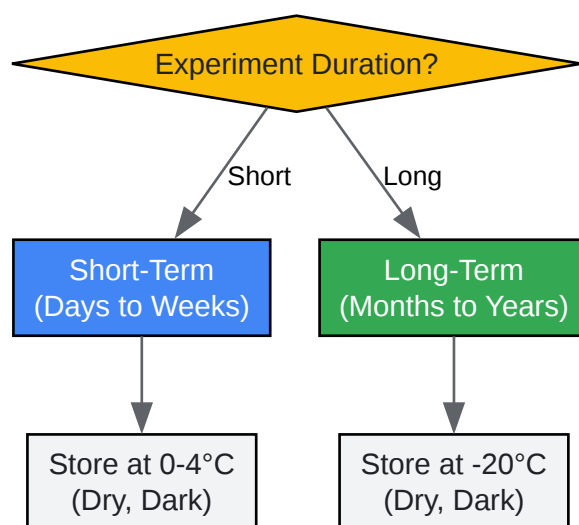 Experiment Duration?
Short
Long
Short-Term
(Days to Weeks)
Long-Term
(Months to Years)
Store at 0-4°C
(Dry, Dark)
Store at -20°C
(Dry, Dark)